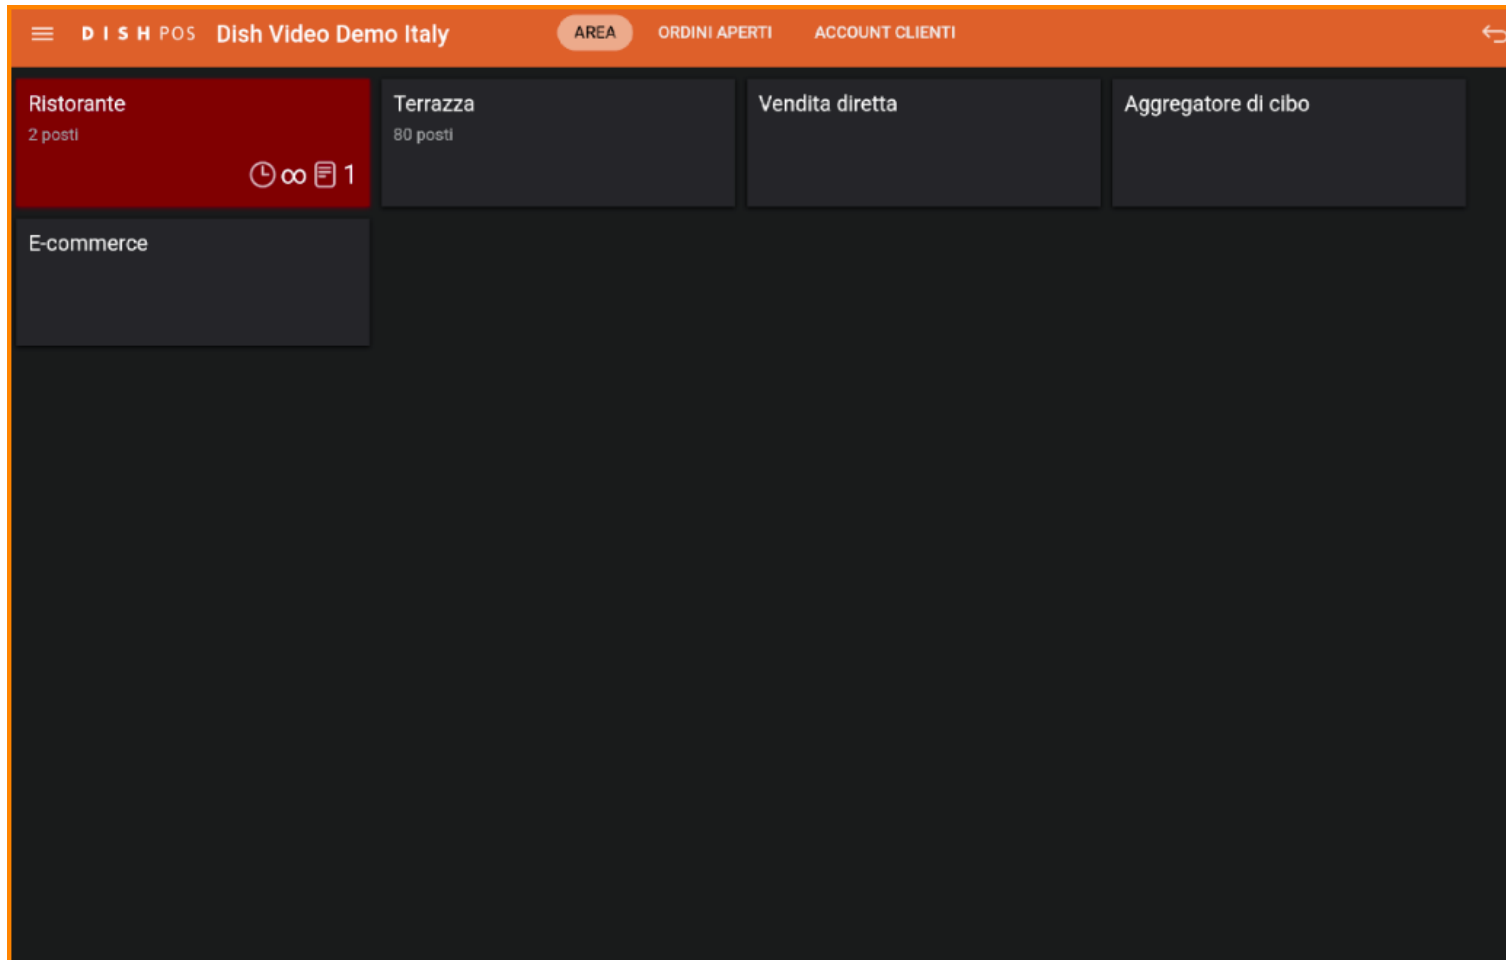 DISH POS Dish Video Demo Italy AREA ORDINI APERTI ACCOUNT CLIENTI
Ristorante
2 posti
∞ 1
Terrazza
80 posti
Vendita diretta
Aggregatore di cibo
E-commerce